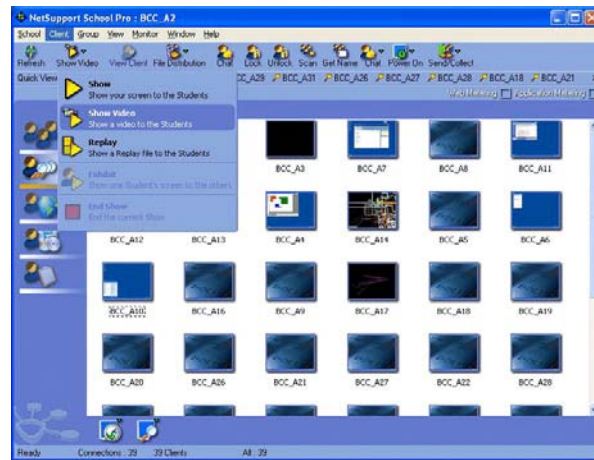 NetSupport School Pro : BCC_A2
School Client Group View Monitor Window Help
Refresh Show Video View Client File Distribution Chat Lock Unlock Scan Get Name Chat Power On Send/Collect
Quick View CC_A29 BCC_A31 BCC_A26 BCC_A27 BCC_A28 BCC_A18 BCC_A21
Web Metering Application Metering
Show
Show your screen to the Students
Show Video
Show a video to the Students
Replay
Show a Replay file to the Students
Exhibit
Show one Student's screen to the others
End Show
End the current Show
BCC_A3 BCC_A7 BCC_A8 BCC_A11
BCC_A12 BCC_A13 BCC_A4 BCC_A14 BCC_A5 BCC_A6
BCC_A10 BCC_A16 BCC_A9 BCC_A17 BCC_A18 BCC_A19
BCC_A20 BCC_A26 BCC_A21 BCC_A27 BCC_A22 BCC_A28
Ready Connections : 39 39 Clients All : 39